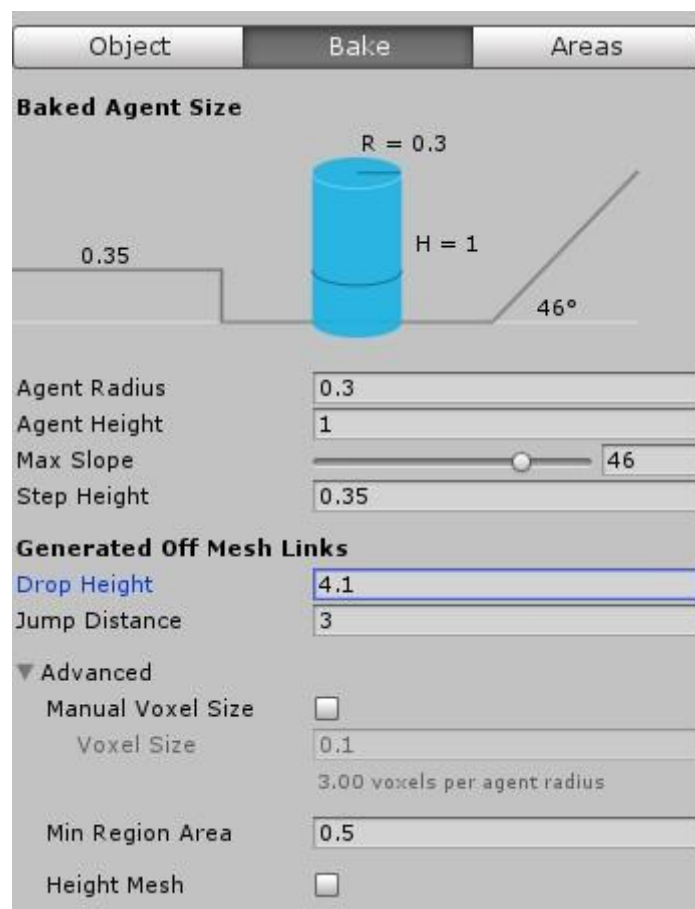 Object Bake Areas
Baked Agent Size
R = 0.3
0.35
H = 1
46°
Agent Radius 0.3
Agent Height 1
Max Slope 46
Step Height 0.35
Generated Off Mesh Links
Drop Height 4.1
Jump Distance 3
Advanced
Manual Voxel Size
Voxel Size 0.1
3.00 voxels per agent radius
Min Region Area 0.5
Height Mesh